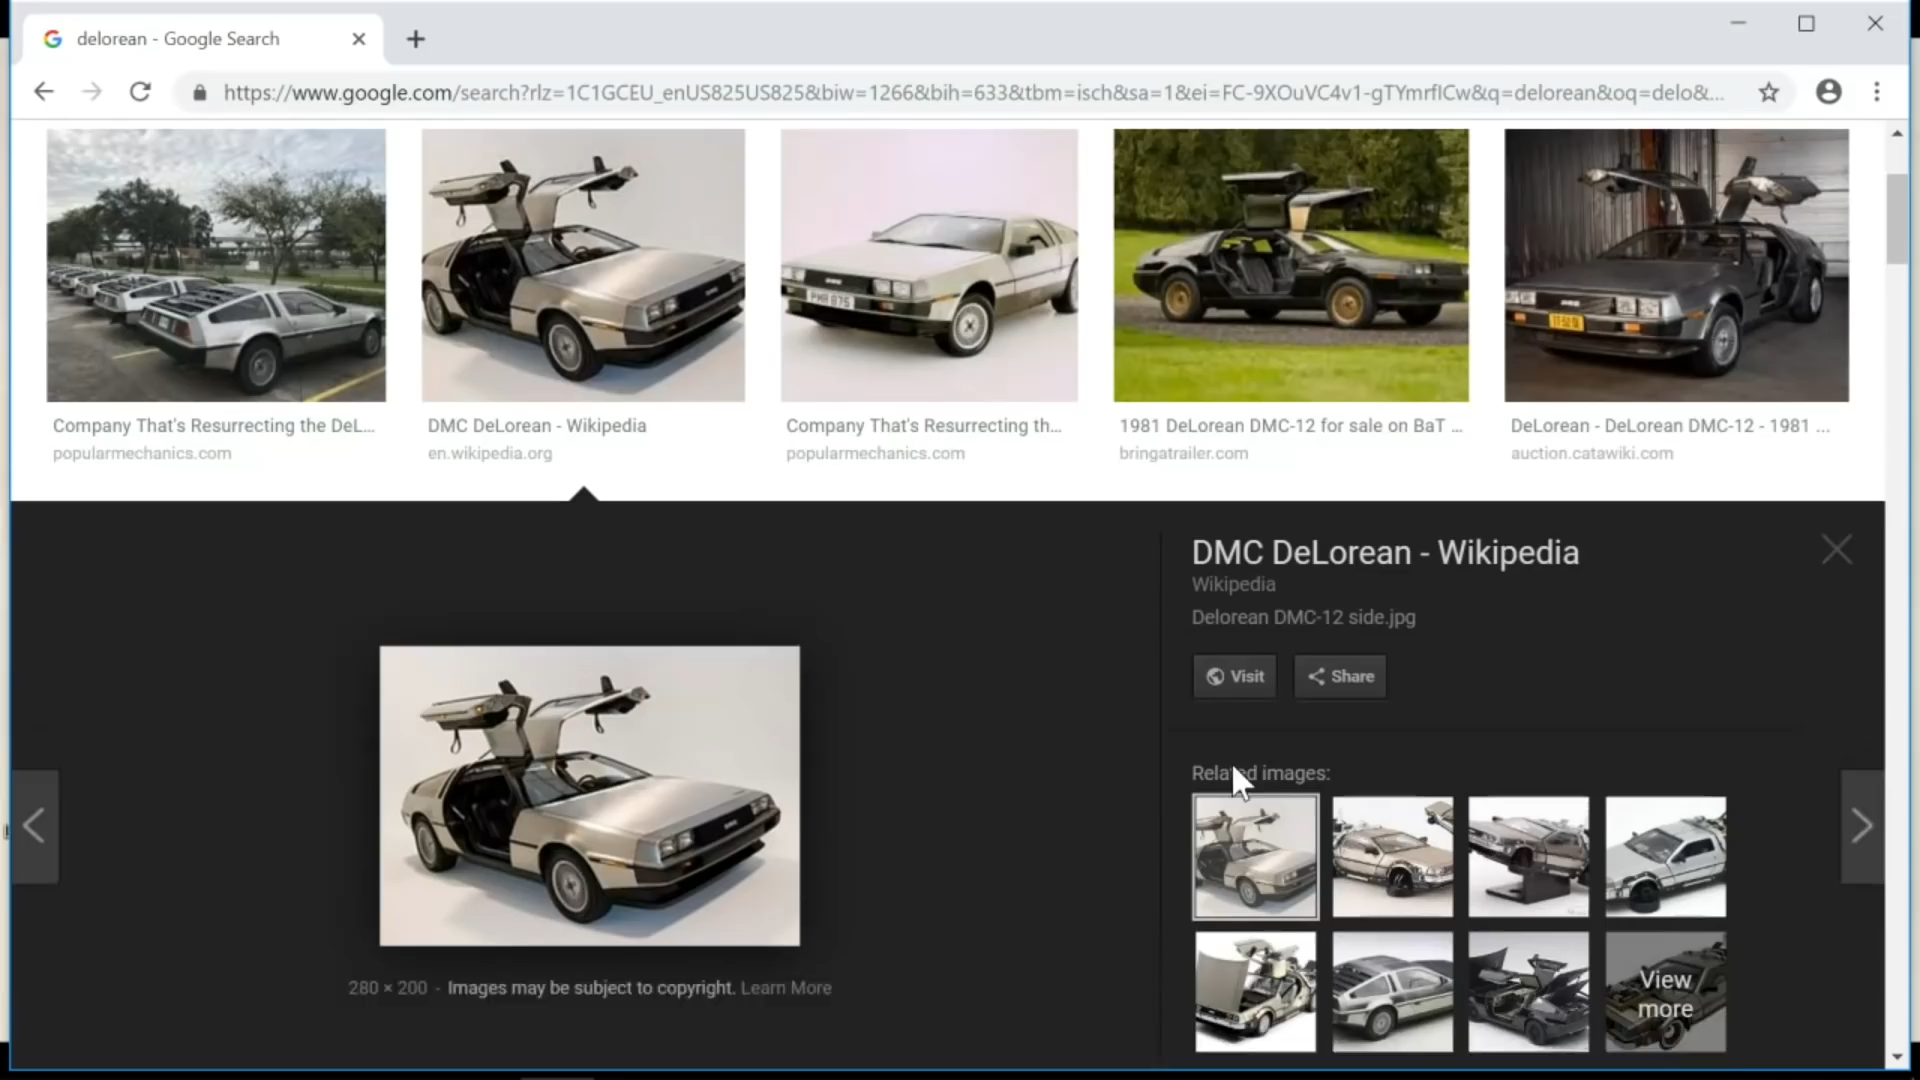 delorean - Google Search
https://www.google.com/search?rlz=1C1GCEU_enUS825US825&biw=1266&bih=633&tbm=isch&sa=1&ei=FC-9XOuVC4v1-gTYmrfICw&q=delorean&oq=delo&...
PMH 87S
Company That's Resurrecting the DeL...
popularmechanics.com
DMC DeLorean - Wikipedia
en.wikipedia.org
Company That's Resurrecting th...
popularmechanics.com
1981 DeLorean DMC-12 for sale on BaT ...
bringatrailer.com
DeLorean - DeLorean DMC-12 - 1981 ...
auction.catawiki.com
DMC DeLorean - Wikipedia
Wikipedia
Delorean DMC-12 side.jpg
Visit
Share
Related images:
View
more
280 × 200 - Images may be subject to copyright. Learn More